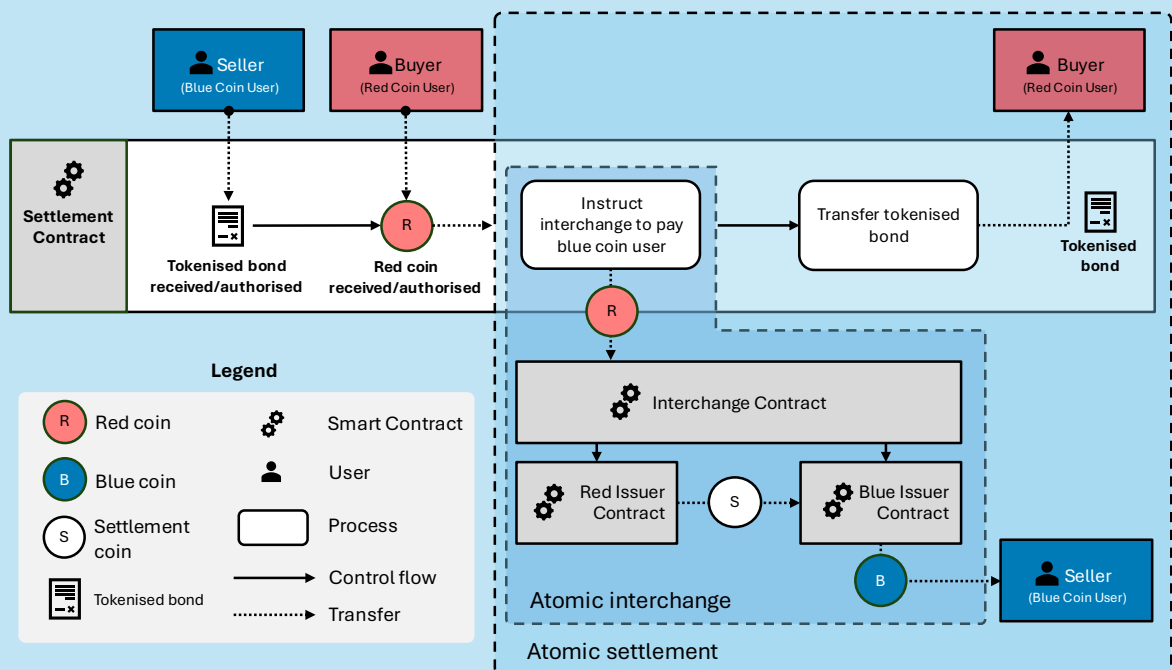 Seller
(Blue Coin User)
Buyer
(Red Coin User)
Buyer
(Red Coin User)
Settlement
Contract
R
Tokenised bond
received/authorised
Red coin
received/authorised
Instruct
interchange to pay
blue coin user
Transfer tokenised
bond
Tokenised
bond
R
Interchange Contract
Red Issuer
Contract
S
Blue Issuer
Contract
B
Seller
(Blue Coin User)
Atomic interchange
Atomic settlement
Legend
R
Red coin
Smart Contract
B
Blue coin
User
S
Settlement
coin
Process
Control flow
Tokenised bond
Transfer